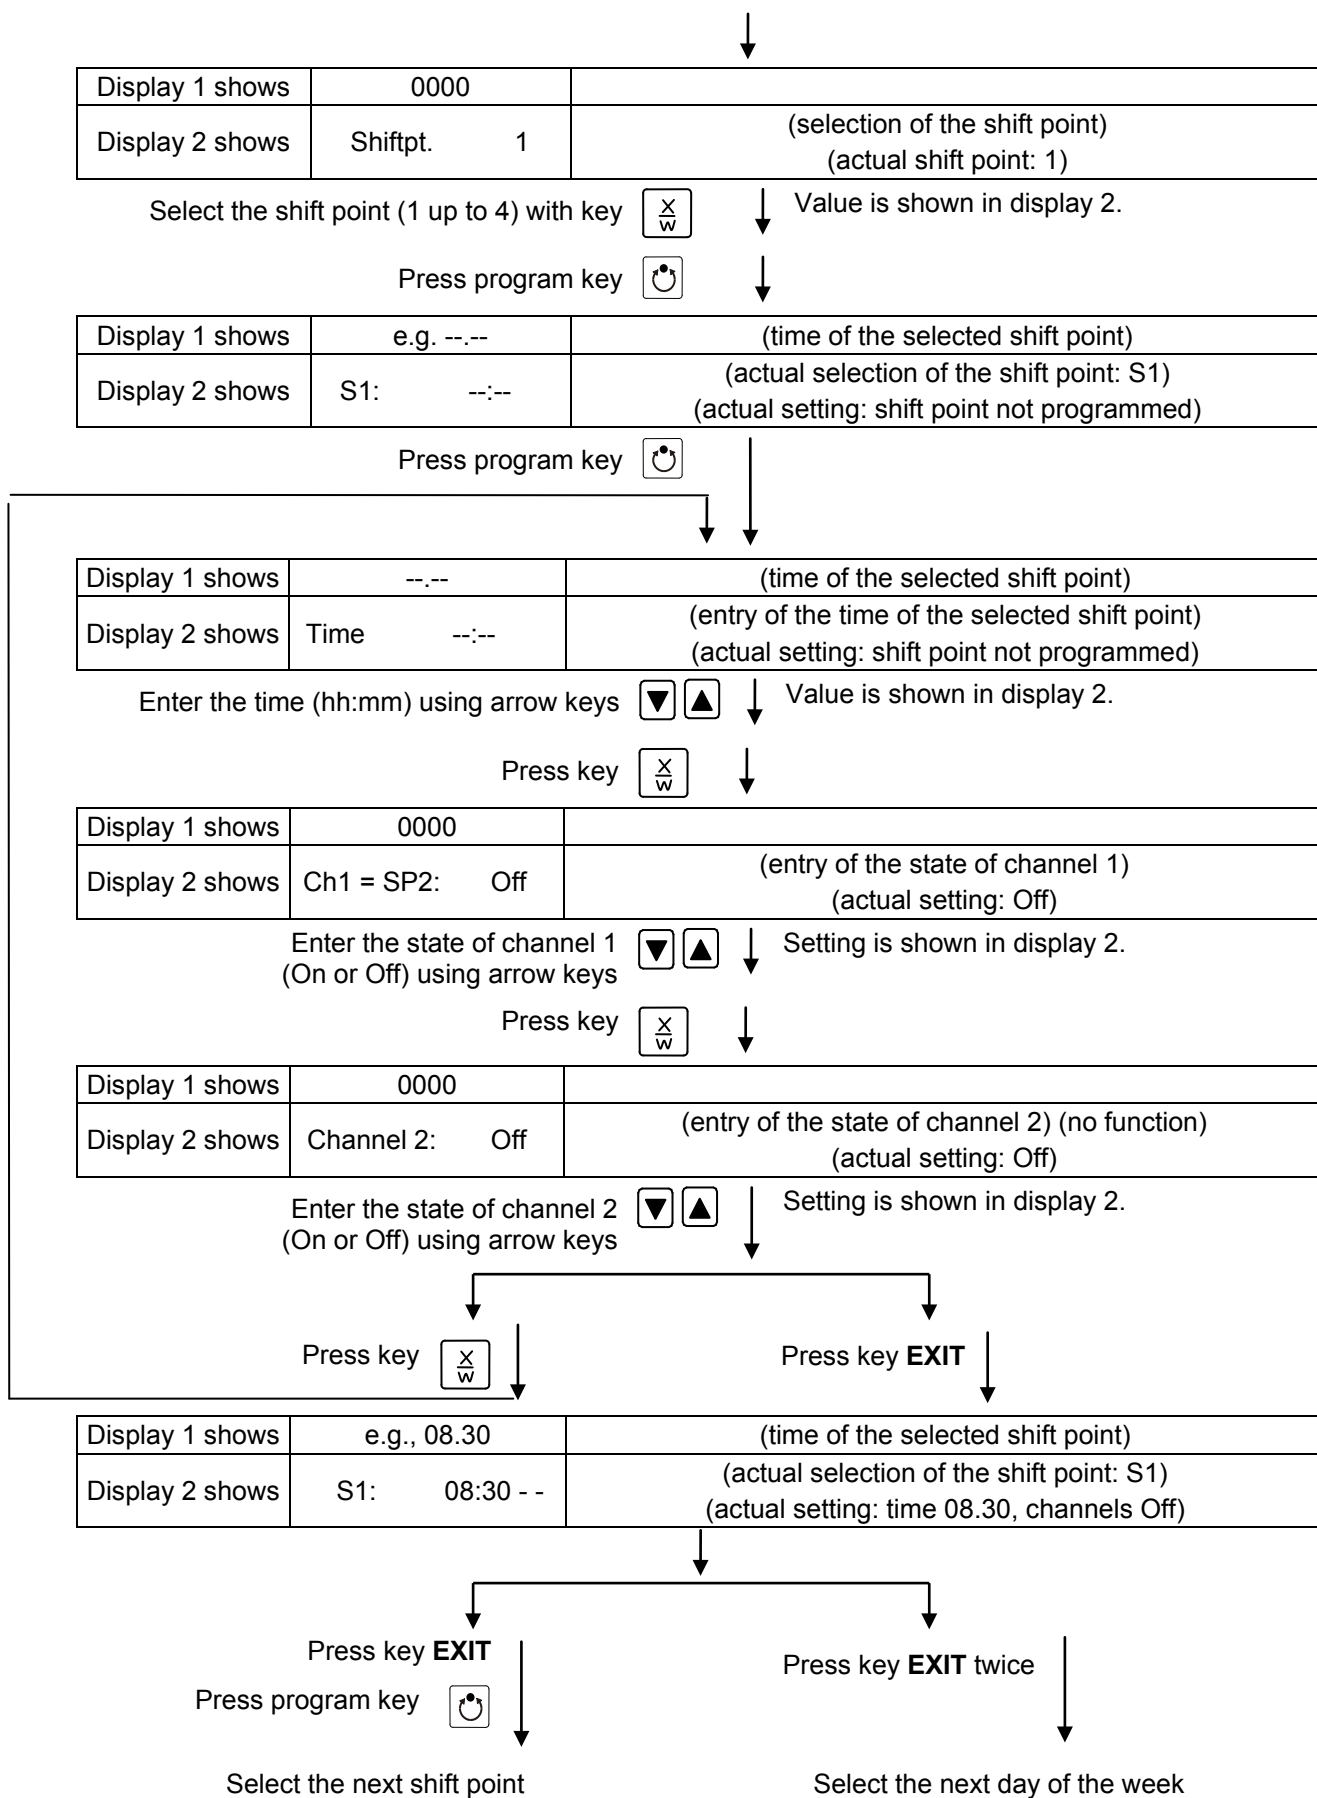 Display 1 shows 0000
Display 2 shows Shiftpt. 1 (selection of the shift point)
(actual shift point: 1)
Select the shift point (1 up to 4) with key X W Value is shown in display 2.
Press program key
Display 1 shows e.g. --.-- (time of the selected shift point)
Display 2 shows S1: --:-- (actual selection of the shift point: S1)
(actual setting: shift point not programmed)
Press program key
Display 1 shows --.-- (time of the selected shift point)
Display 2 shows Time --:-- (entry of the time of the selected shift point)
(actual setting: shift point not programmed)
Enter the time (hh:mm) using arrow keys Value is shown in display 2.
Press key X W
Display 1 shows 0000
Display 2 shows Ch1 = SP2: Off (entry of the state of channel 1)
(actual setting: Off)
Enter the state of channel 1 Setting is shown in display 2.
(On or Off) using arrow keys
Press key X W
Display 1 shows 0000
Display 2 shows Channel 2: Off (entry of the state of channel 2) (no function)
(actual setting: Off)
Enter the state of channel 2 Setting is shown in display 2.
(On or Off) using arrow keys
Press key X W Press key EXIT
Display 1 shows e.g., 08.30 (time of the selected shift point)
Display 2 shows S1: 08:30 - - (actual selection of the shift point: S1)
(actual setting: time 08.30, channels Off)
Press key EXIT Press key EXIT twice
Press program key
Select the next shift point Select the next day of the week